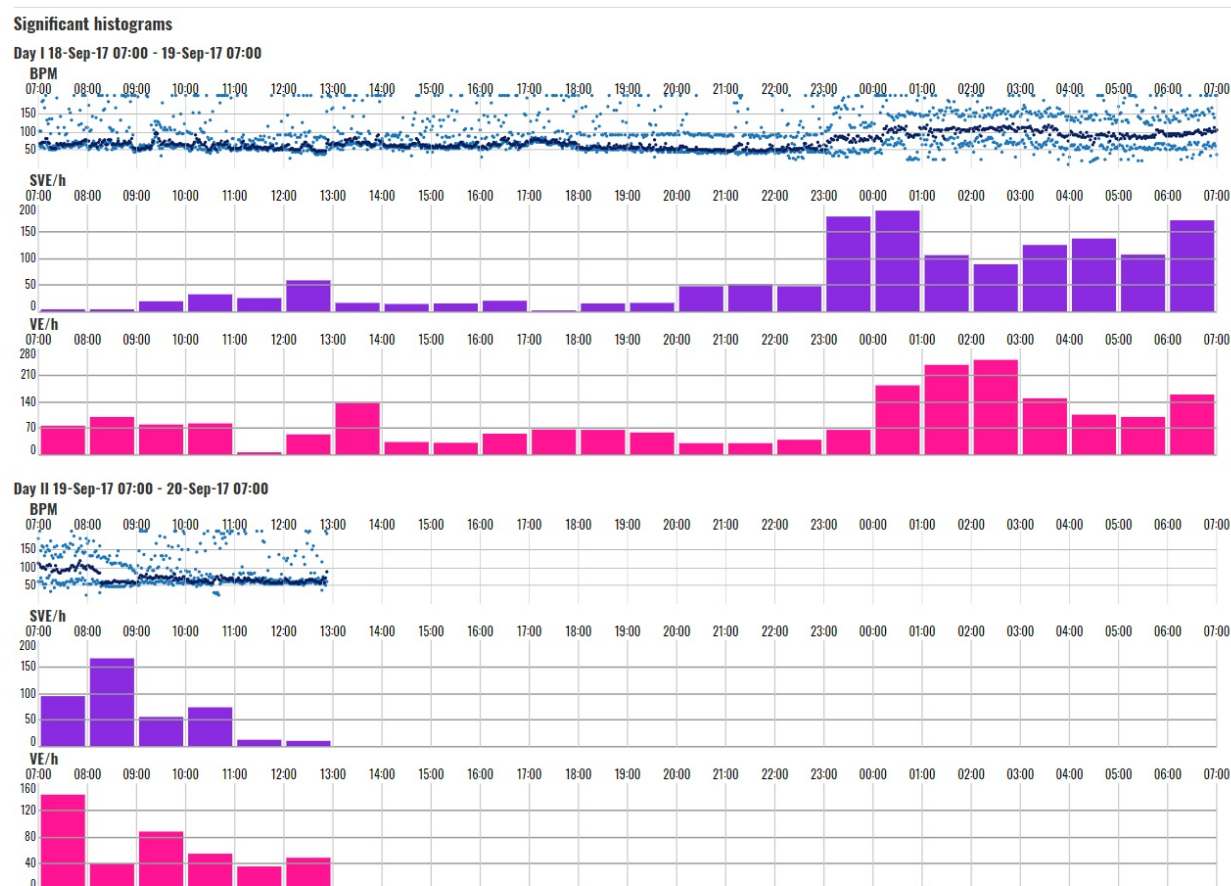 Significant histograms
Day I 18-Sep-17 07:00 - 19-Sep-17 07:00
BPM
07:00 08:00 09:00 10:00 11:00 12:00 13:00 14:00 15:00 16:00 17:00 18:00 19:00 20:00 21:00 22:00 23:00 00:00 01:00 02:00 03:00 04:00 05:00 06:00 07:00
150
100
50
SVE/h
07:00 08:00 09:00 10:00 11:00 12:00 13:00 14:00 15:00 16:00 17:00 18:00 19:00 20:00 21:00 22:00 23:00 00:00 01:00 02:00 03:00 04:00 05:00 06:00 07:00
200
150
100
50
0
VE/h
07:00 08:00 09:00 10:00 11:00 12:00 13:00 14:00 15:00 16:00 17:00 18:00 19:00 20:00 21:00 22:00 23:00 00:00 01:00 02:00 03:00 04:00 05:00 06:00 07:00
280
210
140
70
0
Day II 19-Sep-17 07:00 - 20-Sep-17 07:00
BPM
07:00 08:00 09:00 10:00 11:00 12:00 13:00 14:00 15:00 16:00 17:00 18:00 19:00 20:00 21:00 22:00 23:00 00:00 01:00 02:00 03:00 04:00 05:00 06:00 07:00
150
100
50
SVE/h
07:00 08:00 09:00 10:00 11:00 12:00 13:00 14:00 15:00 16:00 17:00 18:00 19:00 20:00 21:00 22:00 23:00 00:00 01:00 02:00 03:00 04:00 05:00 06:00 07:00
200
150
100
50
0
VE/h
07:00 08:00 09:00 10:00 11:00 12:00 13:00 14:00 15:00 16:00 17:00 18:00 19:00 20:00 21:00 22:00 23:00 00:00 01:00 02:00 03:00 04:00 05:00 06:00 07:00
160
120
80
40
0